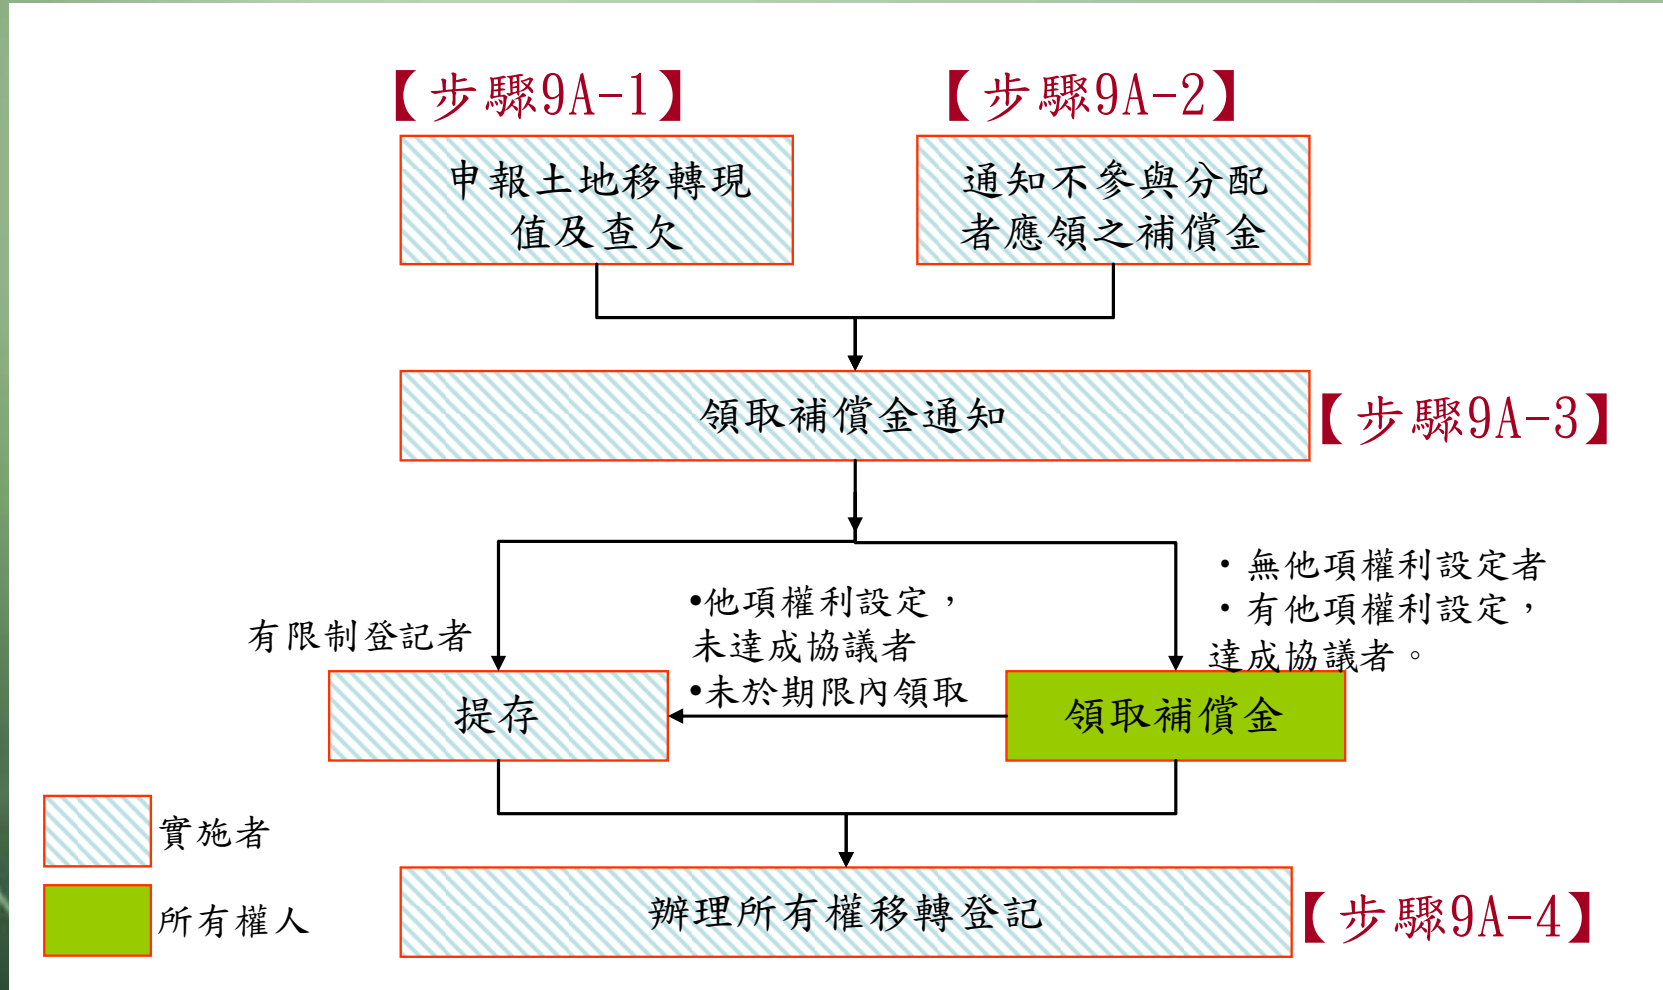 【步驟9A-1】
【步驟9A-2】
申報土地移轉現
值及查欠
通知不參與分配
者應領之補償金
領取補償金通知
【步驟9A-3】
有限制登記者
•他項權利設定，
未達成協議者
•未於期限內領取
・無他項權利設定者
・有他項權利設定，
達成協議者。
提存
領取補償金
實施者
所有權人
辦理所有權移轉登記
【步驟9A-4】